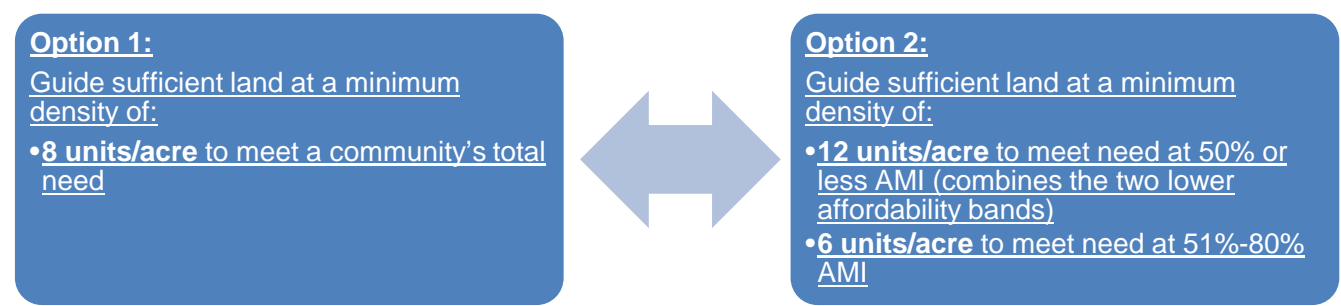 Option 1:
Guide sufficient land at a minimum
density of:
•8 units/acre to meet a community’s total
need
Option 2:
Guide sufficient land at a minimum
density of:
•12 units/acre to meet need at 50% or
less AMI (combines the two lower
affordability bands)
•6 units/acre to meet need at 51%-80%
AMI